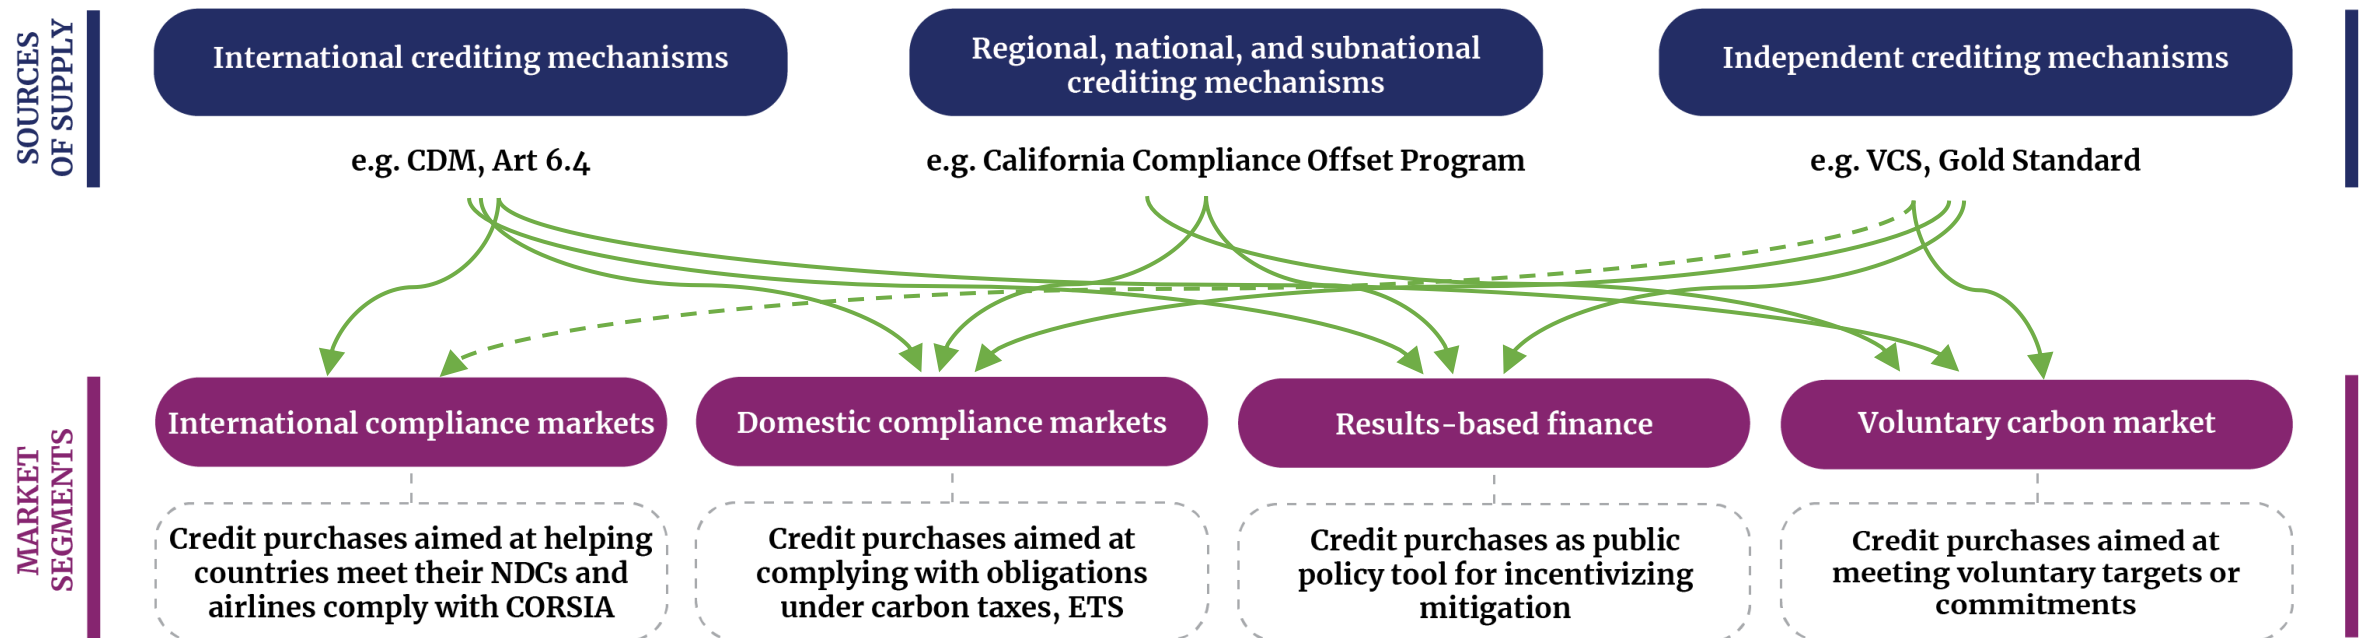 SOURCES
OF SUPPLY
International crediting mechanisms
Regional, national, and subnational
crediting mechanisms
Independent crediting mechanisms
e.g. CDM, Art 6.4
e.g. California Compliance Offset Program
e.g. VCS, Gold Standard
MARKET
SEGMENTS
International compliance markets
Domestic compliance markets
Results-based finance
Voluntary carbon market
Credit purchases aimed at helping
countries meet their NDCs and
airlines comply with CORSIA
Credit purchases aimed at
complying with obligations
under carbon taxes, ETS
Credit purchases as public
policy tool for incentivizing
mitigation
Credit purchases aimed at
meeting voluntary targets or
commitments